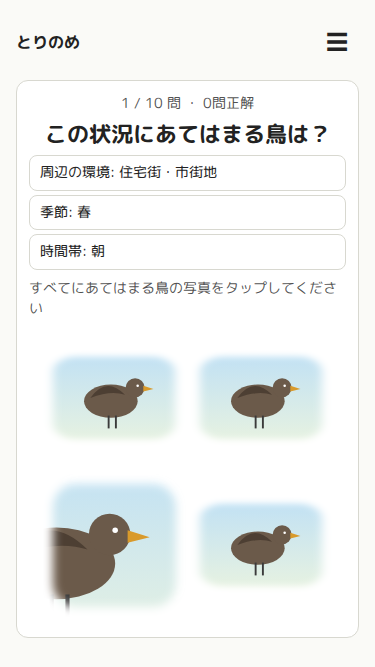 とりのめ
1 / 10 問 · 0問正解
この状況にあてはまる鳥は？
周辺の環境: 住宅街・市街地
季節: 春
時間帯: 朝
すべてにあてはまる鳥の写真をタップしてくださ
い